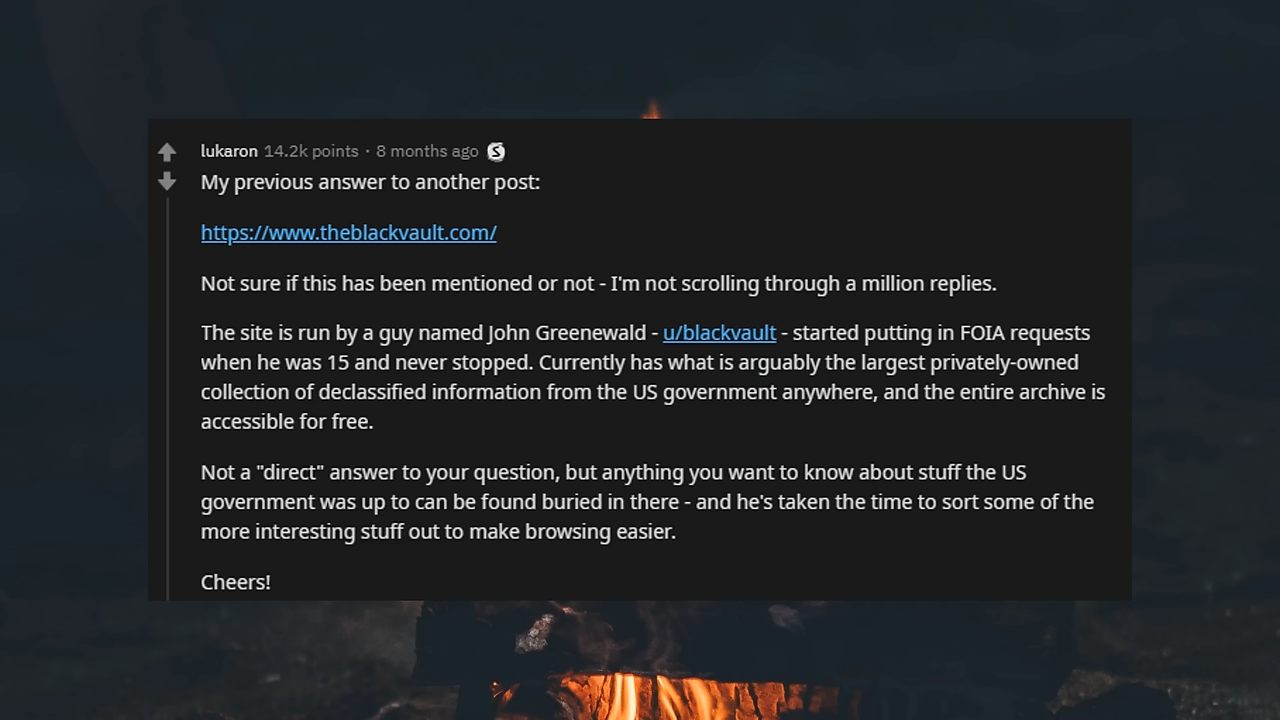 lukaron 14.2k points · 8 months ago
My previous answer to another post:
https://www.theblackvault.com/
Not sure if this has been mentioned or not - I'm not scrolling through a million replies.
The site is run by a guy named John Greenewald - u/blackvault - started putting in FOIA requests
when he was 15 and never stopped. Currently has what is arguably the largest privately-owned
collection of declassified information from the US government anywhere, and the entire archive is
accessible for free.
Not a "direct" answer to your question, but anything you want to know about stuff the US
government was up to can be found buried in there - and he's taken the time to sort some of the
more interesting stuff out to make browsing easier.
Cheers!